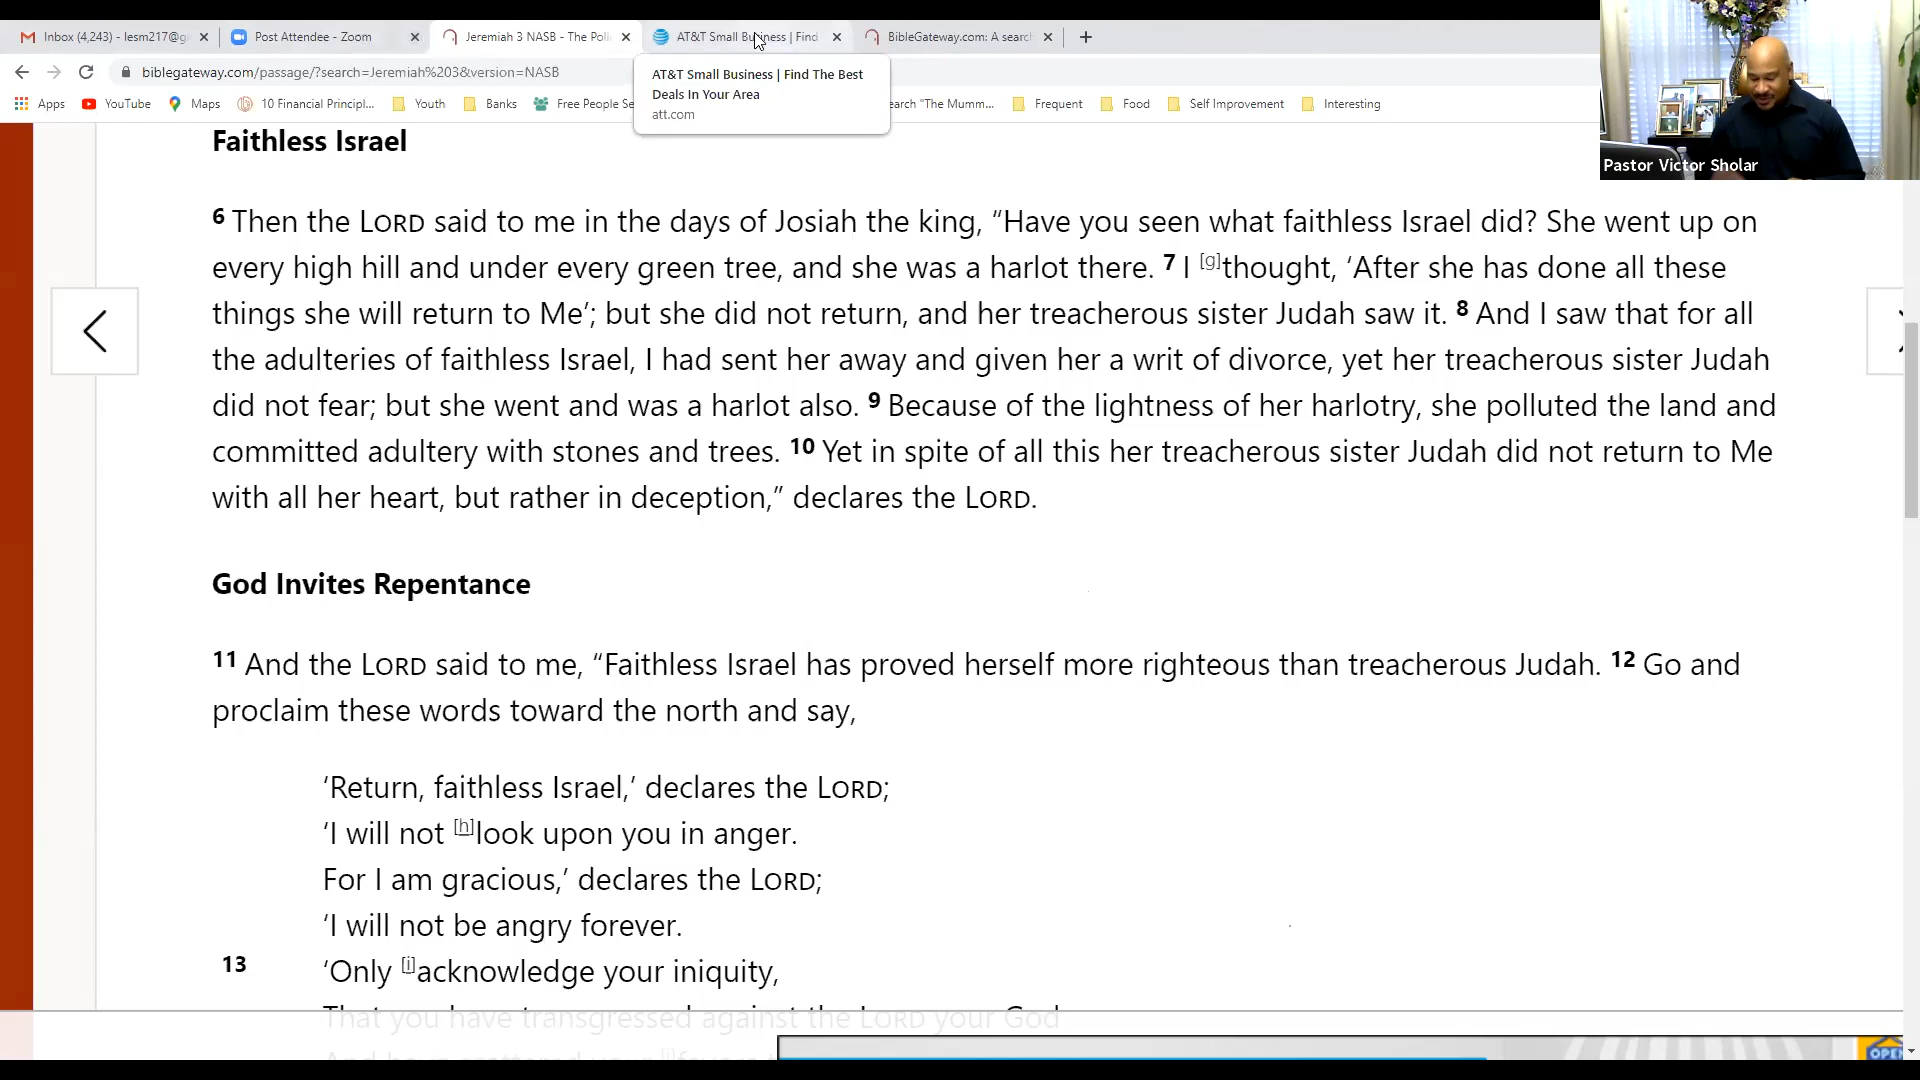 Inbox (4,243) - lesm217@g
Post Attendee - Zoom
Jeremiah 3 NASB - The Poli
AT&T Small Business | Find
BibleGateway.com: A searc
biblegateway.com/passage/?search=Jeremiah%203&version=NASB
AT&T Small Business | Find The Best
Deals In Your Area
att.com
Apps
YouTube
Maps
10 Financial Principl...
Youth
Banks
Free People Se
earch "The Mumm...
Frequent
Food
Self Improvement
Interesting
Pastor Victor Sholar
Faithless Israel
6 Then the LORD said to me in the days of Josiah the king, “Have you seen what faithless Israel did? She went up on
every high hill and under every green tree, and she was a harlot there. 7 I [g]thought, ‘After she has done all these
things she will return to Me’; but she did not return, and her treacherous sister Judah saw it. 8 And I saw that for all
the adulteries of faithless Israel, I had sent her away and given her a writ of divorce, yet her treacherous sister Judah
did not fear; but she went and was a harlot also. 9 Because of the lightness of her harlotry, she polluted the land and
committed adultery with stones and trees. 10 Yet in spite of all this her treacherous sister Judah did not return to Me
with all her heart, but rather in deception,” declares the LORD.
God Invites Repentance
11 And the LORD said to me, “Faithless Israel has proved herself more righteous than treacherous Judah. 12 Go and
proclaim these words toward the north and say,
‘Return, faithless Israel,’ declares the LORD;
‘I will not [h]look upon you in anger.
For I am gracious,’ declares the LORD;
‘I will not be angry forever.
13 ‘Only [i]acknowledge your iniquity,
That you have transgressed against the LORD your God
OPEN